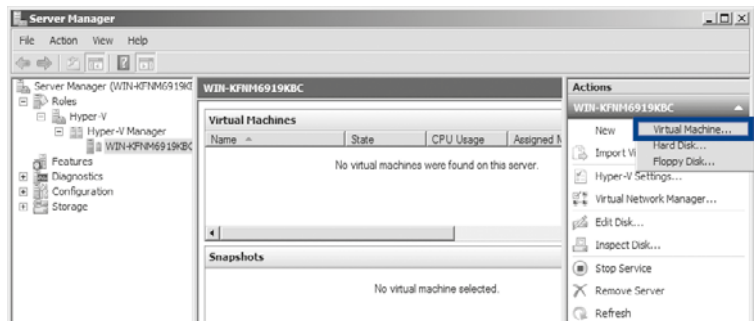 Server Manager
File Action View Help
Server Manager (WIN-KFNM6919KE
Roles
Hyper-V
Hyper-V Manager
WIN-KFNM6919KBC
Features
Diagnostics
Configuration
Storage
WIN-KFNM6919KBC
Virtual Machines
Name State CPU Usage Assigned M
No virtual machines were found on this server.
Snapshots
No virtual machine selected.
Actions
WIN-KFNM6919KBC
New
Virtual Machine...
Hard Disk...
Floppy Disk...
Import Vi
Hyper-V Settings...
Virtual Network Manager...
Edit Disk...
Inspect Disk...
Stop Service
Remove Server
Refresh